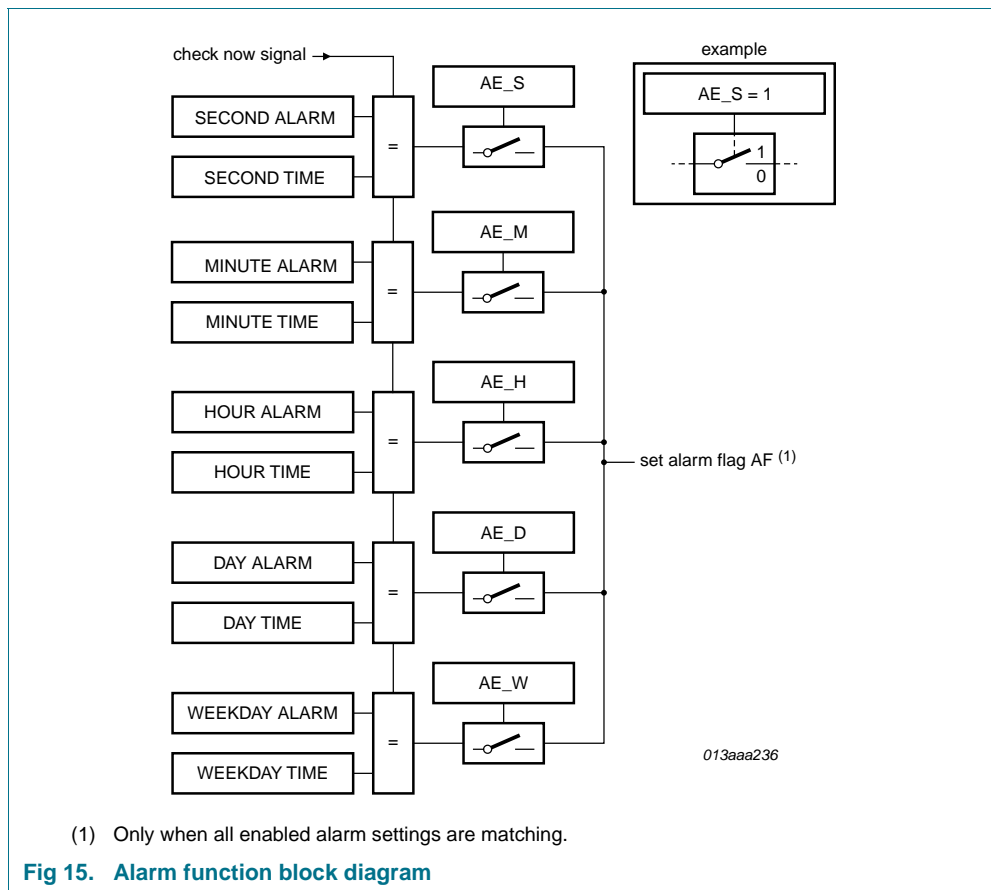 check now signal
example
AE_S
AE_S = 1
SECOND ALARM
=
1
SECOND TIME
0
AE_M
MINUTE ALARM
=
MINUTE TIME
AE_H
HOUR ALARM
=
set alarm flag AF (1)
HOUR TIME
AE_D
DAY ALARM
=
DAY TIME
AE_W
WEEKDAY ALARM
=
013aaa236
WEEKDAY TIME
(1) Only when all enabled alarm settings are matching.
Fig 15. Alarm function block diagram